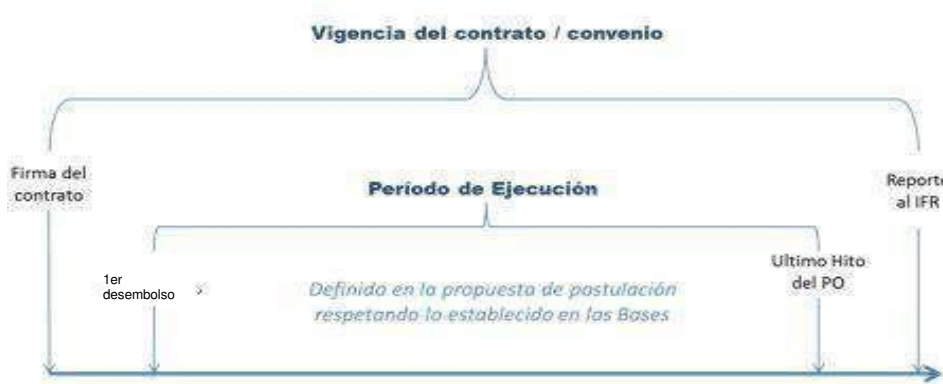 Vigencia del contrato / convenio
Firma del
contrato
Período de Ejecución
Reporte
al IFR
1er
desembolso
Definido en la propuesta de postulación
respetando lo establecido en las Bases
Ultimo Hito
del PO